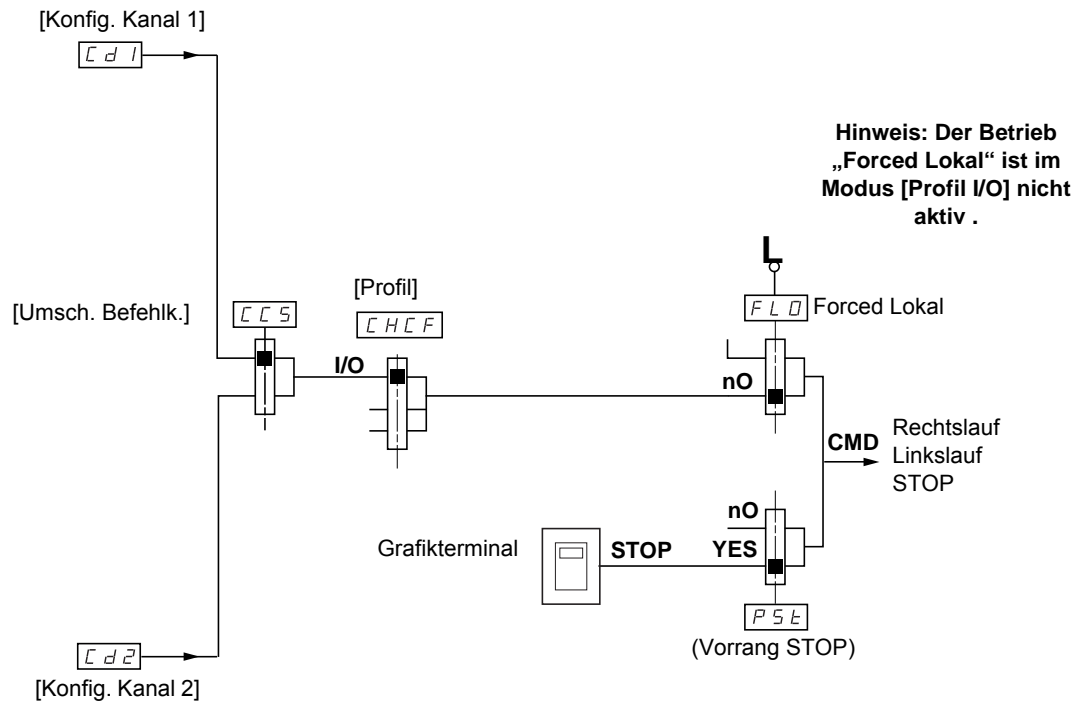 [Konfig. Kanal 1]
Cd1
Hinweis: Der Betrieb
„Forced Lokal“ ist im
Modus [Profil I/O] nicht
aktiv .
L
[Profil]
[Umsch. Befehlk.]
CCS
CHCF
FLO Forced Lokal
I/O
nO
Rechtslauf
CMD
Linkslauf
STOP
nO
Grafikterminal
STOP
YES
PSt
(Vorrang STOP)
Cd2
[Konfig. Kanal 2]